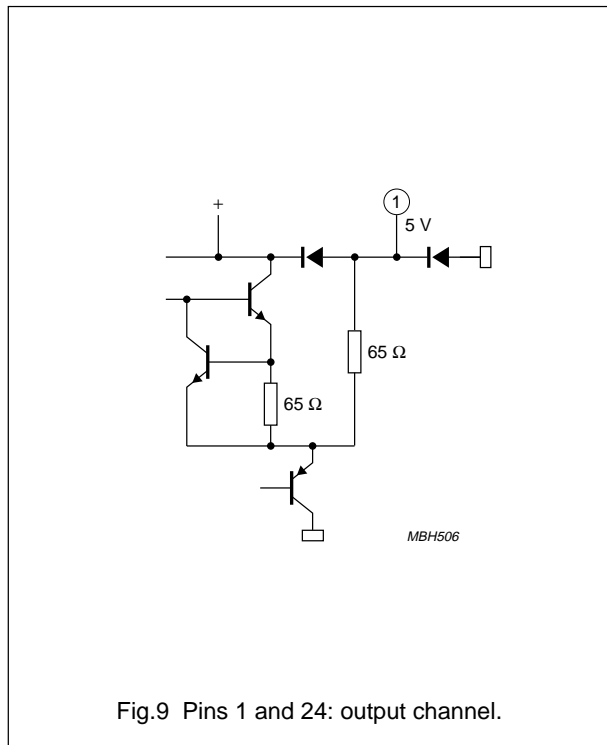 +
1
5 V
65 Ω
65 Ω
MBH506
Fig.9 Pins 1 and 24: output channel.